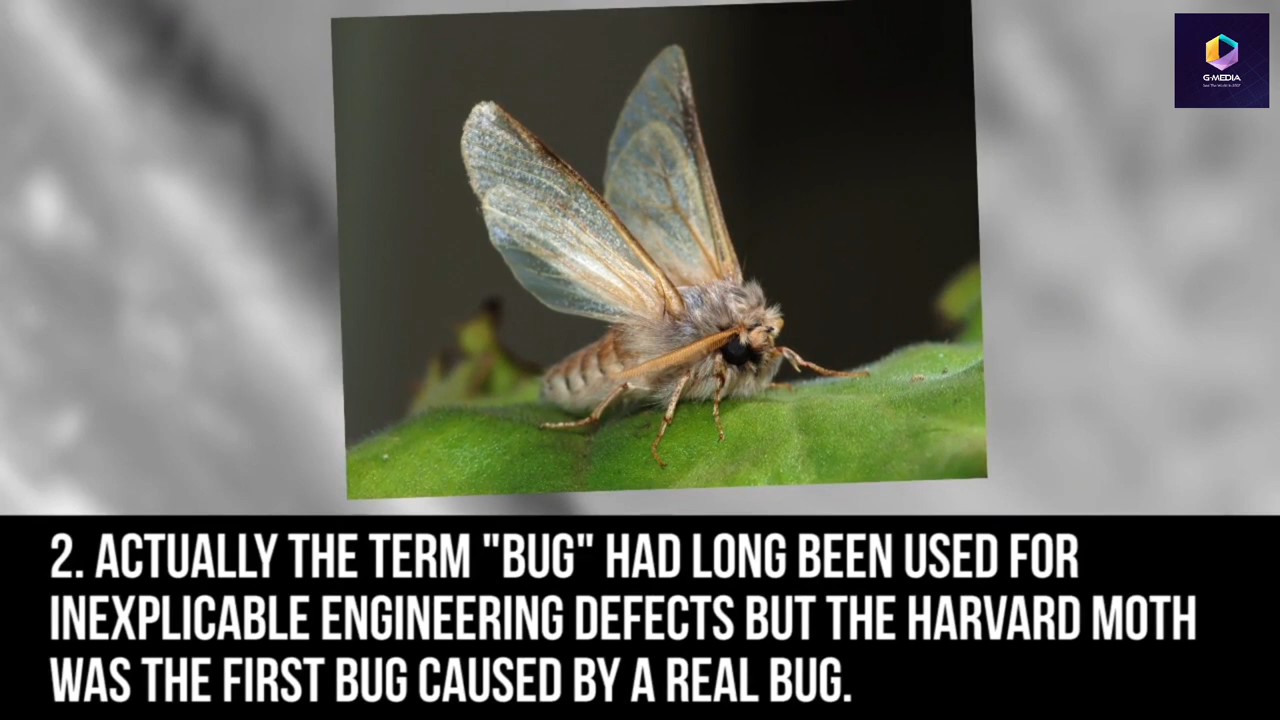 G-MEDIA
2. ACTUALLY THE TERM "BUG" HAD LONG BEEN USED FOR
INEXPLICABLE ENGINEERING DEFECTS BUT THE HARVARD MOTH
WAS THE FIRST BUG CAUSED BY A REAL BUG.